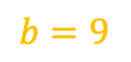 b = 9